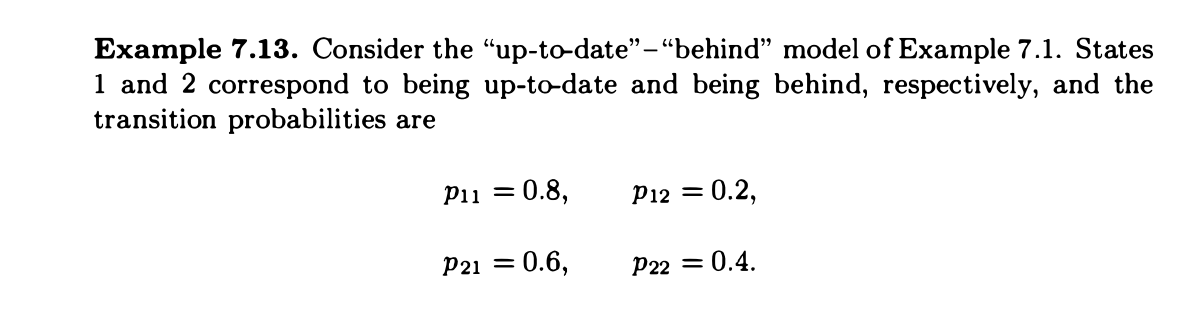 Example 7.13. Consider the “up-to-date”–“behind” model of Example 7.1. States
1 and 2 correspond to being up-to-date and being behind, respectively, and the
transition probabilities are
p11 = 0.8, p12 = 0.2,
p21 = 0.6, p22 = 0.4.